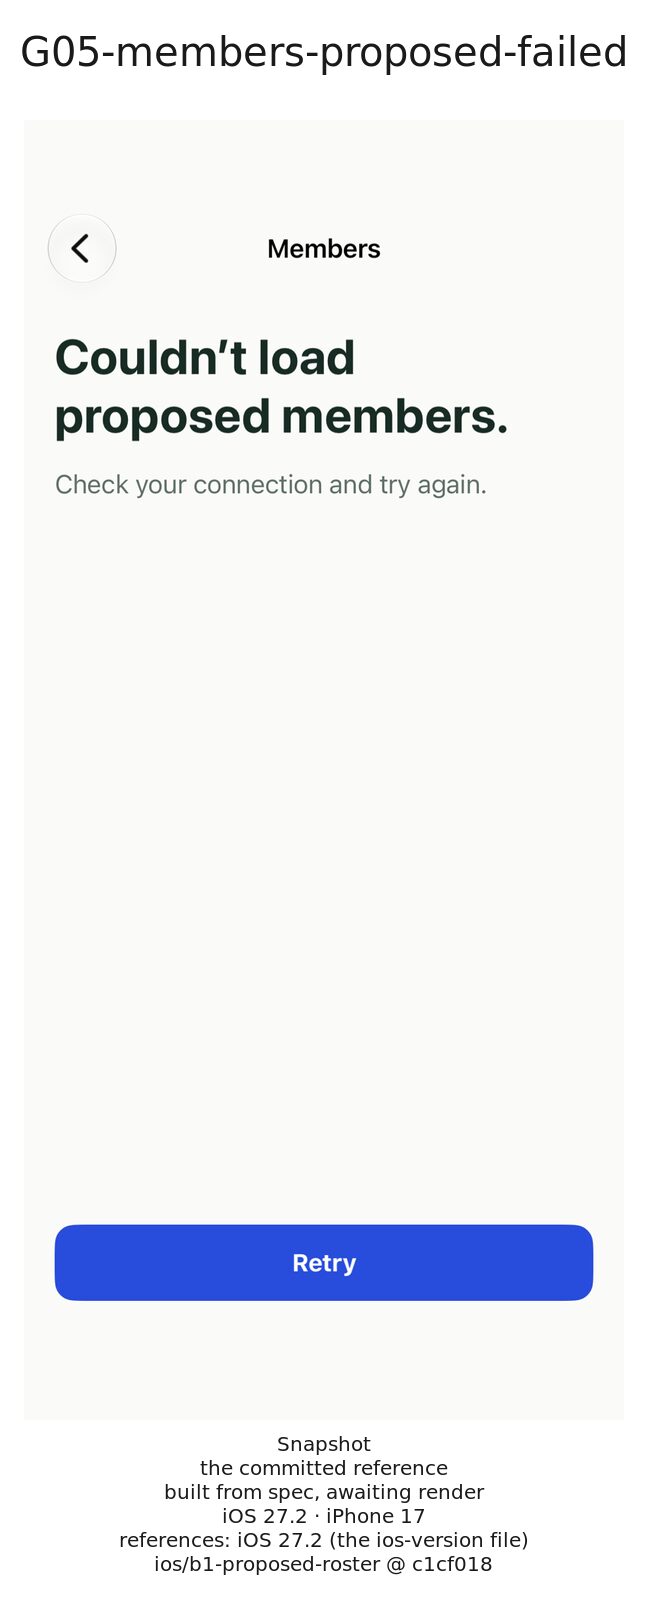 G05-members-proposed-failed
Members
Couldn’t load
proposed members.
Check your connection and try again.
Retry
Snapshot
the committed reference
built from spec, awaiting render
iOS 27.2 · iPhone 17
references: iOS 27.2 (the ios-version file)
ios/b1-proposed-roster @ c1cf018